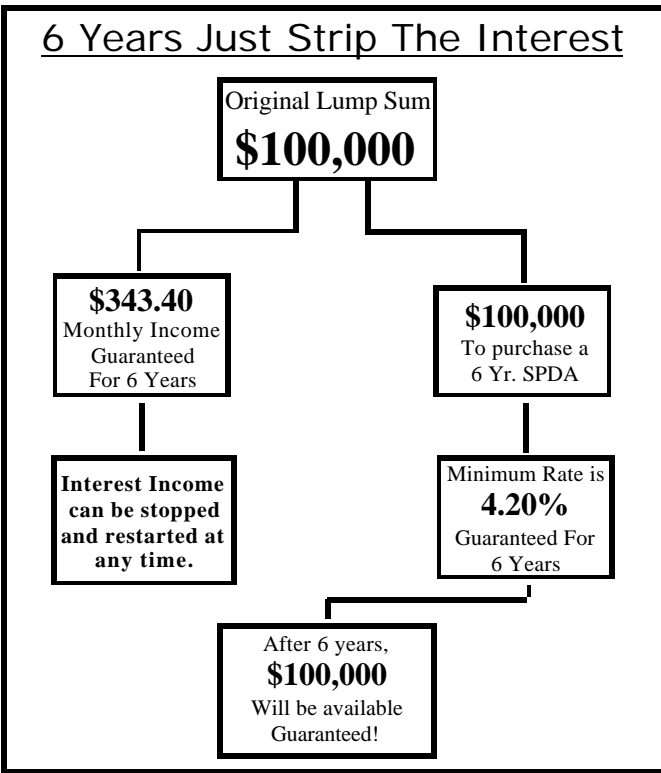 6 Years Just Strip The Interest
Original Lump Sum
$100,000
$343.40
Monthly Income
Guaranteed
For 6 Years
$100,000
To purchase a
6 Yr. SPDA
Interest Income
can be stopped
and restarted at
any time.
Minimum Rate is
4.20%
Guaranteed For
6 Years
After 6 years,
$100,000
Will be available
Guaranteed!